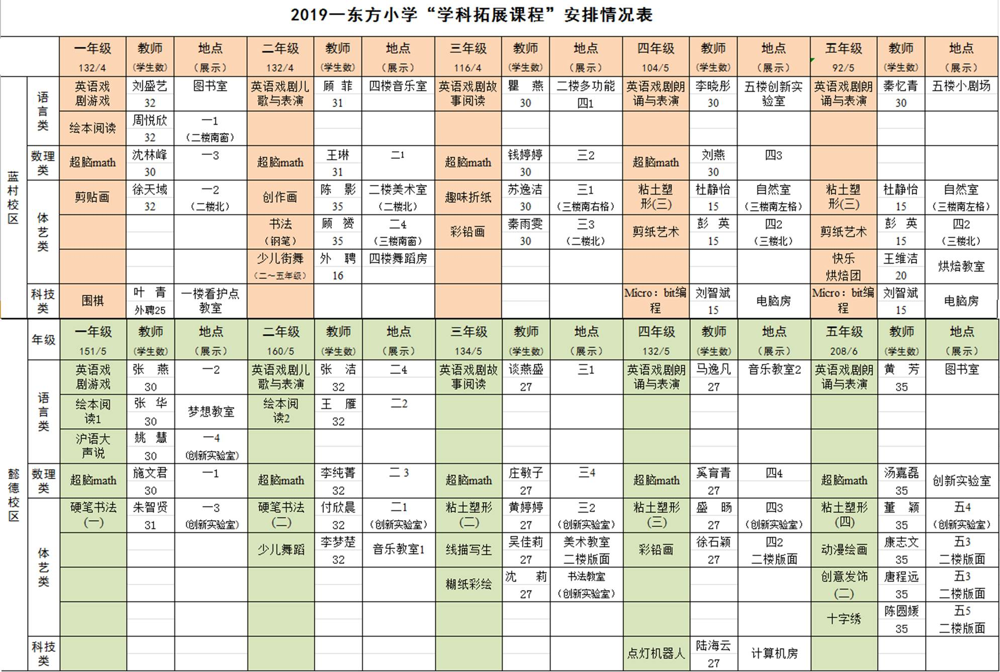 2019一东方小学“学科拓展课程”安排情况表
一年级 教师 地点 二年级 教师 地点 三年级 教师 地点 四年级 教师 地点 五年级 教师 地点
132/4 (学生数) (展示) 132/4 (学生数) (展示) 116/4 (学生数) (展示) 104/5 (学生数) (展示) 92/5 (学生数) (展示)
蓝村校区
语言类
英语戏 刘盛艺 图书室 英语戏剧儿 顾 菲 四楼音乐室 英语戏剧故 瞿 燕 二楼多功能 英语戏剧朗 李晓彤 五楼创新实 英语戏剧朗 秦忆青 五楼小剧场
剧游戏 32 歌与表演 31 事阅读 30 四1 诵与表演 30 验室 诵与表演 30
绘本阅读 周悦欣 一1
32 (二楼南窗)
数理类
超脑math 沈林峰 一3 超脑math 王琳 二1 超脑math 钱婷婷 三2 超脑math 刘燕 四3
30 31 30 30
体艺类
剪贴画 徐天域 一2 创作画 陈 影 二楼美术室 趣味折纸 苏逸洁 三1 粘土塑 杜静怡 自然室 粘土塑 杜静怡 自然室
32 (二楼北) 35 (二楼北) 30 (三楼南右格) 形(三) 15 (三楼南左格) 形(三) 15 (三楼南左格)
书法 顾 赟 二4 彩铅画 秦雨雯 三3 剪纸艺术 彭 英 四2 剪纸艺术 彭 英 四2
(钢笔) 35 (三楼南窗) 30 (二楼北) 15 (三楼北) 15 (三楼北)
少儿街舞 外 聘 四楼舞蹈房 快乐 王维洁 烘焙教室
(二~五年级) 16 烘焙团 20
科技类
围棋 叶 青 一楼看护点 Micro：bit编 刘智斌 电脑房 Micro：bit编 刘智斌 电脑房
外聘25 教室 程 15 程 15
年级 一年级 教师 地点 二年级 教师 地点 三年级 教师 地点 四年级 教师 地点 五年级 教师 地点
151/5 (学生数) (展示) 160/5 (学生数) (展示) 134/5 (学生数) (展示) 132/5 (学生数) (展示) 208/6 (学生数) (展示)
懿德校区
语言类
英语戏 张 燕 一2 英语戏剧儿 张 洁 二4 英语戏剧故 谈燕盛 三1 英语戏剧朗 马逸凡 音乐教室2 英语戏剧朗 黄 芳 图书室
剧游戏 30 歌与表演 32 事阅读 27 诵与表演 27 诵与表演 35
绘本阅 张 华 梦想教室 绘本阅 王 雁 二2
读1 30 读2 32
沪语大 姚 慧 一4
声说 30 (创新实验室)
数理类
超脑math 施文君 一1 超脑math 李纯菁 二 3 超脑math 庄敏子 三4 超脑math 奚育青 四4 超脑math 汤嘉磊 创新实验室
30 32 27 27 35
体艺类
硬笔书法 朱智贤 一3 硬笔书法 付欣晨 二1 粘土塑形 黄婷婷 三2 粘土塑形 盛 旸 四3 粘土塑形 董 颖 五4
(一) 31 (创新实验室) (二) 32 (创新实验室) (二) 27 (创新实验室) (三) 27 (创新实验室) (四) 35 (创新实验室)
少儿舞蹈 李梦楚 音乐教室1 线描写生 吴佳莉 美术教室 彩铅画 徐石颖 四2 动漫绘画 康志文 五3
32 27 二楼版面 27 二楼版面 35 二楼版面
糊纸彩绘 沈 莉 书法教室 创意发饰 唐程远 五3
27 (创新实验室) (二) 35 二楼版面
十字绣 陈圆媛 五5
35 二楼版面
科技类
点灯机器人 陆海云 计算机房
27